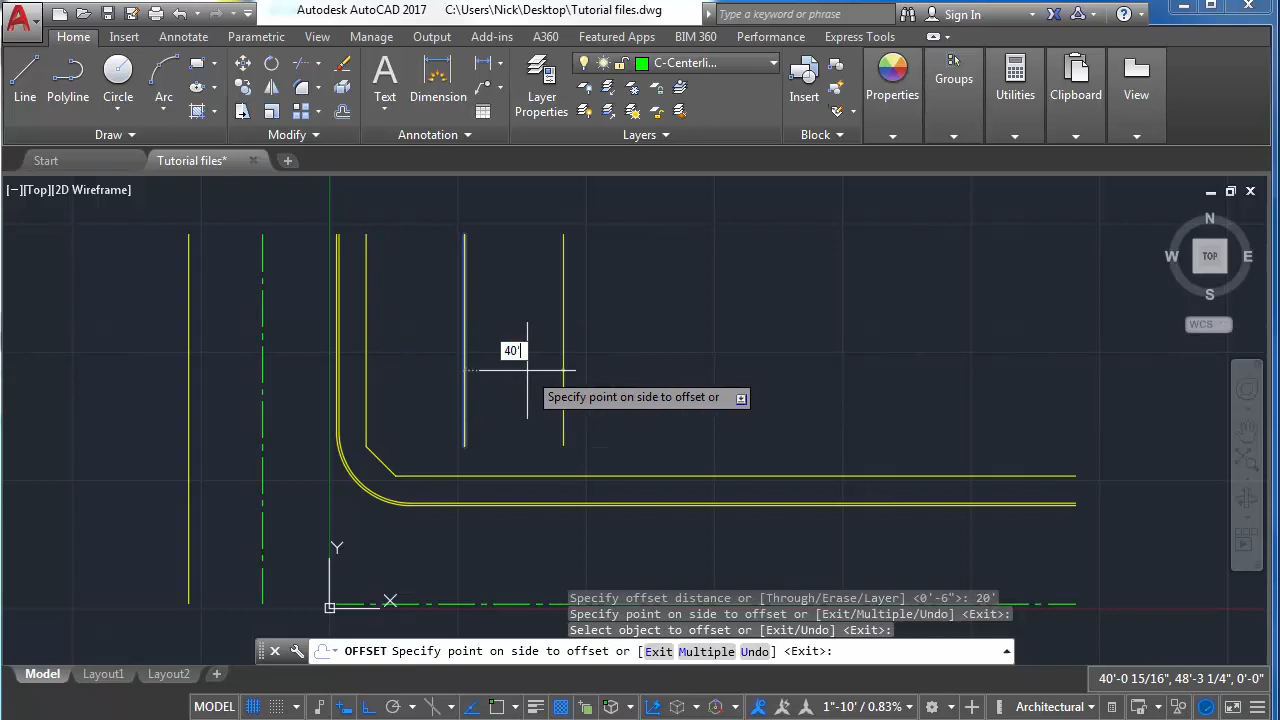 Autodesk AutoCAD 2017 C:\Users\Nick\Desktop\Tutorial files.dwg
Type a keyword or phrase
Sign In
Home Insert Annotate Parametric View Manage Output Add-ins A360 Featured Apps BIM 360 Performance Express Tools
Line Polyline Circle Arc
Text Dimension
Layer Properties
C-Centerli...
Insert
Properties Groups Utilities Clipboard View
Draw Modify Annotation Layers Block
Start Tutorial files*
[−][Top][2D Wireframe]
N
W TOP E
S
WCS
40'
Specify point on side to offset or
Y
X
Specify offset distance or [Through/Erase/Layer] <0'-6">: 20'
Specify point on side to offset or [Exit/Multiple/Undo] <Exit>:
Select object to offset or [Exit/Undo] <Exit>:
OFFSET Specify point on side to offset or [Exit Multiple Undo] <Exit>:
Model Layout1 Layout2
40'-0 15/16", 48'-3 1/4", 0'-0"
MODEL 1"-10' / 0.83% Architectural